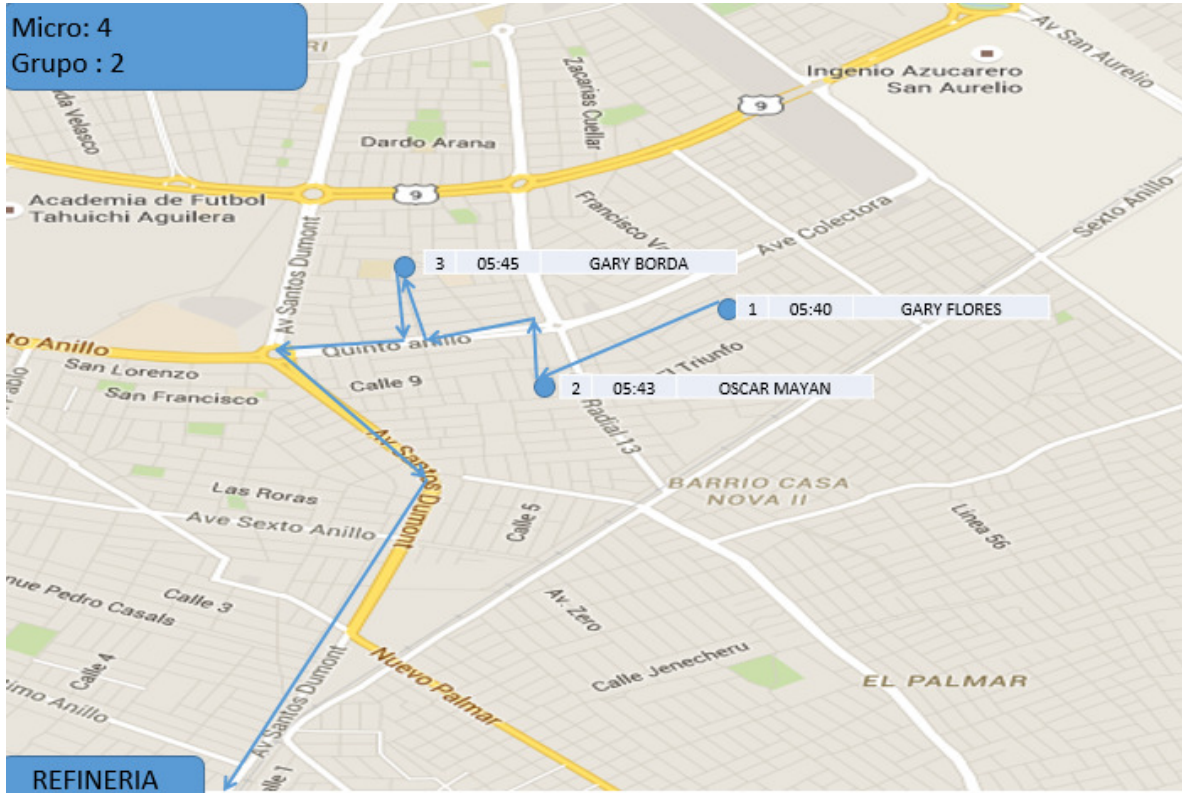 Micro: 4
Grupo : 2
Av San Aurelio
Ingenio Azucarero
San Aurelio
Zacarias Cuellar
9
Velasco
Dardo Arana
9
Academia de Futbol
Tahuichi Aguilera
Sexto Anillo
Francisco
Ave Colectora
Av Santos Dumont
3 05:45 GARY BORDA
1 05:40 GARY FLORES
to Anillo
Quinto anillo
San Lorenzo
El Triunfo
Calle 9
2 05:43 OSCAR MAYAN
San Francisco
Radial 13
Av Santos Dumont
BARRIO CASA
NOVA II
Las Roras
Calle 5
Linea 56
Ave Sexto Anillo
nue Pedro Casals
Calle 3
Av. Zero
Calle Jenecheru
Calle 4
EL PALMAR
Nuevo Palmar
imo Anillo
Av Santos Dumont
REFINERIA